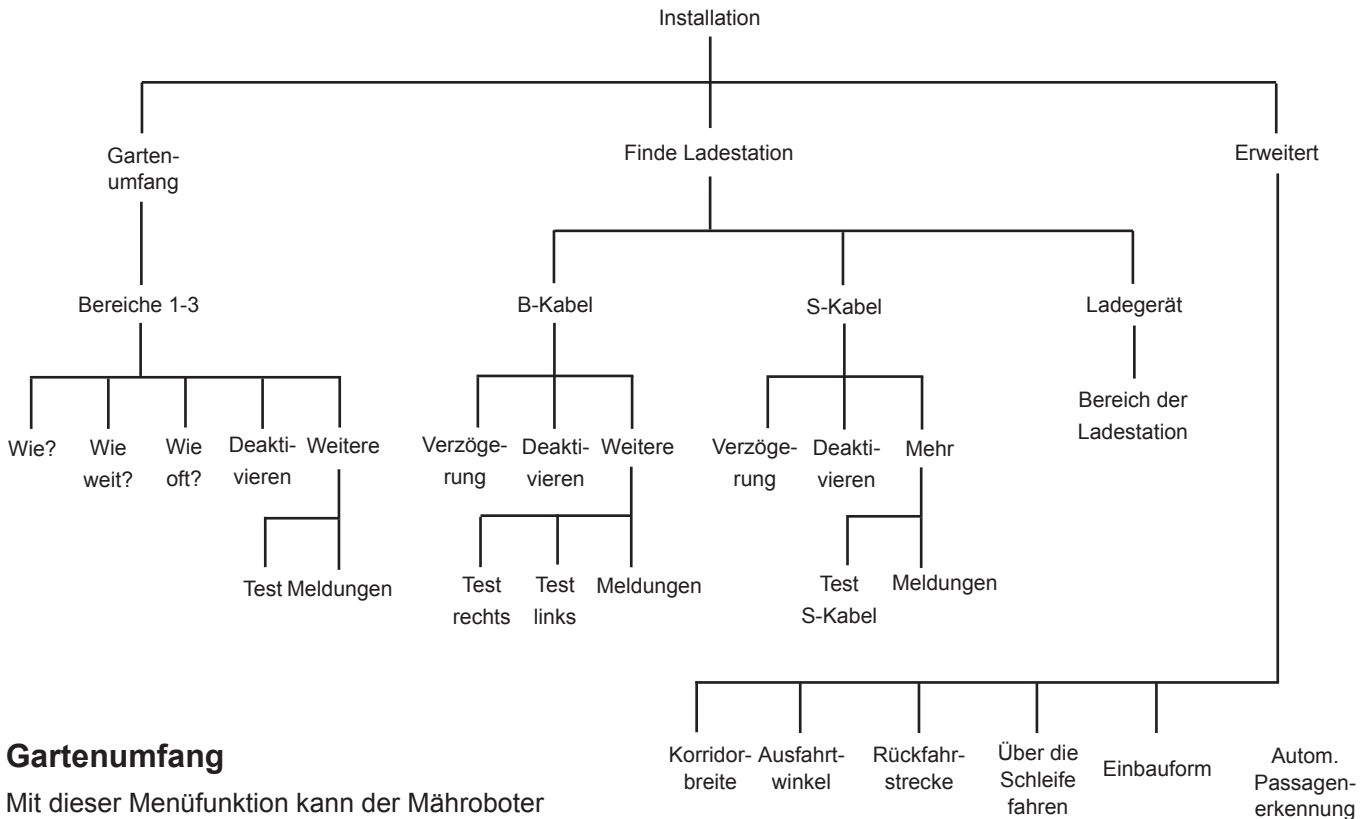 Installation
Garten-
umfang
Finde Ladestation
Erweitert
Bereiche 1-3
B-Kabel
S-Kabel
Ladegerät
Wie?
Wie
weit?
Wie
oft?
Deakti-
vieren
Weitere
Verzöge-
rung
Deakti-
vieren
Weitere
Verzöge-
rung
Deakti-
vieren
Mehr
Bereich der
Ladestation
Test
Meldungen
Test
rechts
Test
links
Meldungen
Test
S-Kabel
Meldungen
Korridor-
breite
Ausfahrt-
winkel
Rückfahr-
strecke
Über die
Schleife
fahren
Einbauform
Autom.
Passagen-
erkennung
Gartenumfang
Mit dieser Menüfunktion kann der Mähroboter